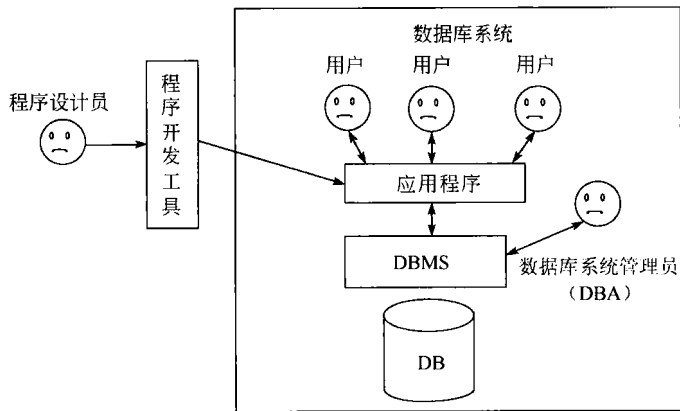 数据库系统
用户
用户
用户
程序设计员
程序开发工具
应用程序
DBMS
数据库系统管理员
（DBA）
DB